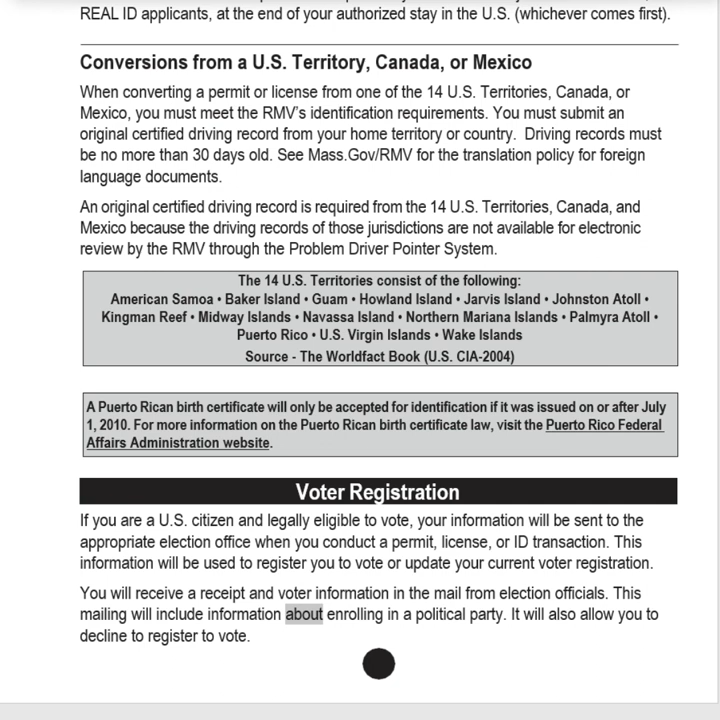 REAL ID applicants, at the end of your authorized stay in the U.S. (whichever comes first).
Conversions from a U.S. Territory, Canada, or Mexico
When converting a permit or license from one of the 14 U.S. Territories, Canada, or
Mexico, you must meet the RMV's identification requirements. You must submit an
original certified driving record from your home territory or country.  Driving records must
be no more than 30 days old. See Mass.Gov/RMV for the translation policy for foreign
language documents.
An original certified driving record is required from the 14 U.S. Territories, Canada, and
Mexico because the driving records of those jurisdictions are not available for electronic
review by the RMV through the Problem Driver Pointer System.
The 14 U.S. Territories consist of the following:
American Samoa • Baker Island • Guam • Howland Island • Jarvis Island • Johnston Atoll •
Kingman Reef • Midway Islands • Navassa Island • Northern Mariana Islands • Palmyra Atoll •
Puerto Rico • U.S. Virgin Islands • Wake Islands
Source - The Worldfact Book (U.S. CIA-2004)
A Puerto Rican birth certificate will only be accepted for identification if it was issued on or after July
1, 2010. For more information on the Puerto Rican birth certificate law, visit the Puerto Rico Federal
Affairs Administration website.
Voter Registration
If you are a U.S. citizen and legally eligible to vote, your information will be sent to the
appropriate election office when you conduct a permit, license, or ID transaction. This
information will be used to register you to vote or update your current voter registration.
You will receive a receipt and voter information in the mail from election officials. This
mailing will include information about enrolling in a political party. It will also allow you to
decline to register to vote.